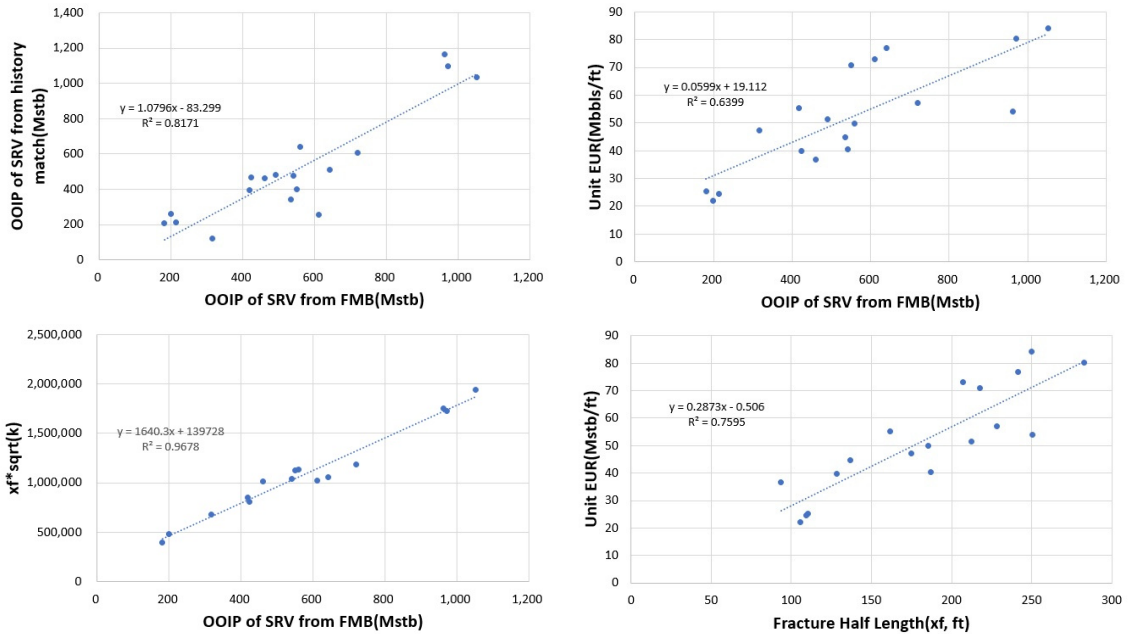 OOIP of SRV from history
match(Mstb)
1,400
1,200
1,000
800
600
400
200
0
y = 1.0796x - 83.299
R² = 0.8171
0 200 400 600 800 1,000 1,200
OOIP of SRV from FMB(Mstb)
Unit EUR(Mbbls/ft)
90
80
70
60
50
40
30
20
10
0
y = 0.0599x + 19.112
R² = 0.6399
0 200 400 600 800 1,000 1,200
OOIP of SRV from FMB(Mstb)
xf*sqrt(k)
2,500,000
2,000,000
1,500,000
1,000,000
500,000
0
y = 1640.3x + 139728
R² = 0.9678
0 200 400 600 800 1,000 1,200
OOIP of SRV from FMB(Mstb)
Unit EUR(Mstb/ft)
90
80
70
60
50
40
30
20
10
0
y = 0.2873x - 0.506
R² = 0.7595
0 50 100 150 200 250 300
Fracture Half Length(xf, ft)